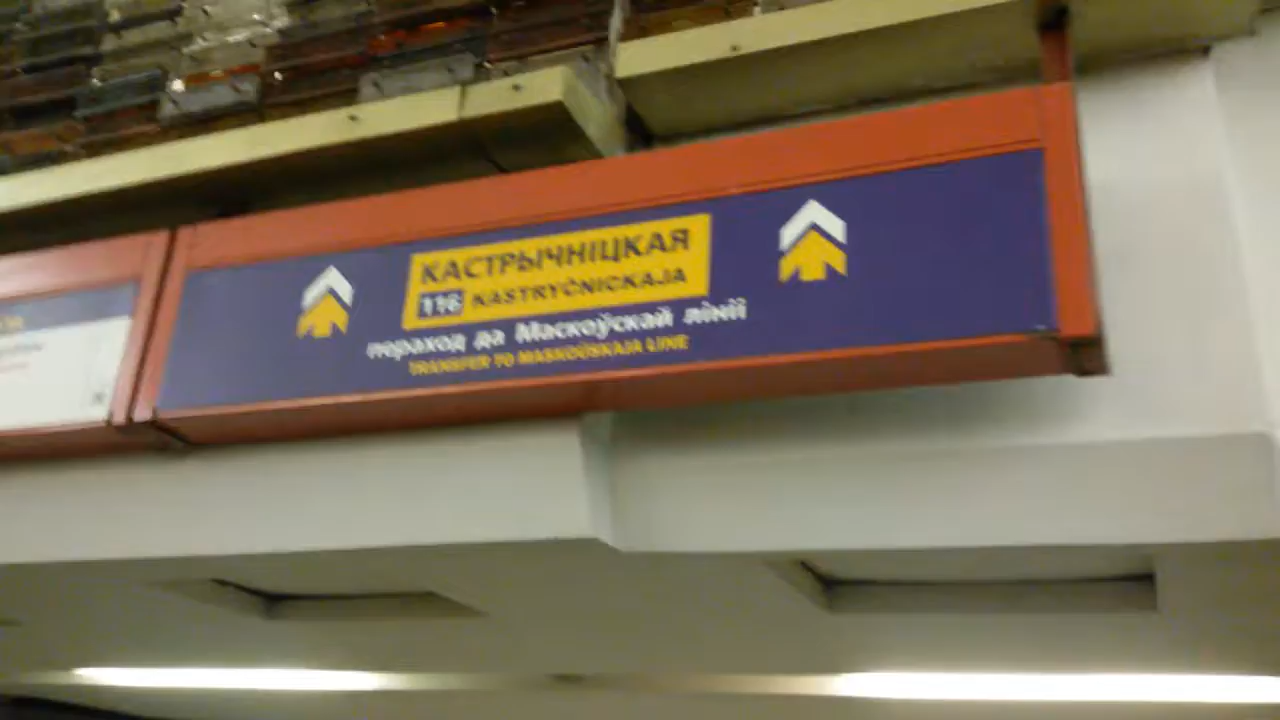 КАСТРЫЧНІЦКАЯ
116 KASTRYČNICKAJA
пераход да Маскоўскай лініі
TRANSFER TO MASKOŬSKAJA LINE